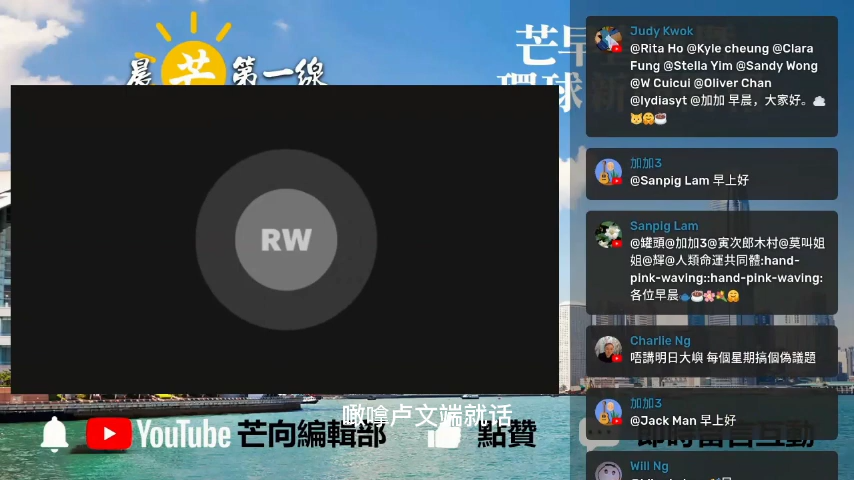 晨芒第一線
芒早
環球新
RW
噉噏卢文端就话
YouTube 芒向編輯部
點贊
即時留言互動
Judy Kwok
@Rita Ho @Kyle cheung @Clara
Fung @Stella Yim @Sandy Wong
@W Cuicui @Oliver Chan
@lydiasyt @加加 早晨，大家好。☁️
🐱🤗☕
加加3
@Sanpig Lam 早上好
Sanpig Lam
@罐頭@加加3@寅次郎木村@莫叫姐
姐@輝@人類命運共同體:hand-
pink-waving::hand-pink-waving:
各位早晨🫖☕🌸💐🤗
Charlie Ng
唔講明日大嶼 每個星期搞個偽議題
加加3
@Jack Man 早上好
Will Ng